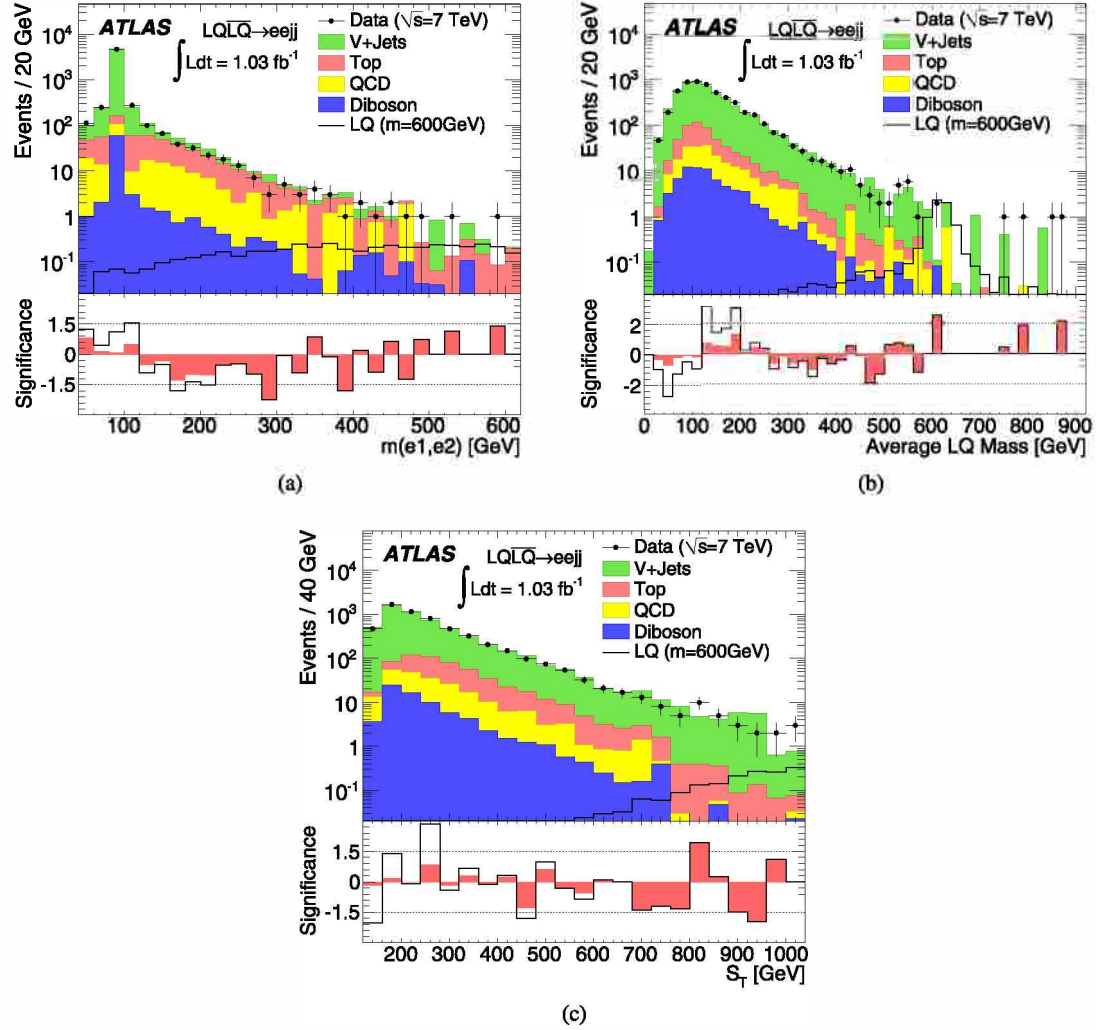 ATLAS LQL̅Q̅→eejj
∫Ldt = 1.03 fb⁻¹
Data (√s=7 TeV)
V+Jets
Top
QCD
Diboson
LQ (m=600GeV)
Events / 20 GeV
10⁴
10³
10²
10
1
10⁻¹
Significance
1.5
0
-1.5
100 200 300 400 500 600
m(e1,e2) [GeV]
(a)
ATLAS LQL̅Q̅→eejj
∫Ldt = 1.03 fb⁻¹
Data (√s=7 TeV)
V+Jets
Top
QCD
Diboson
LQ (m=600GeV)
Events / 20 GeV
10⁴
10³
10²
10
1
10⁻¹
Significance
2
0
-2
0 100 200 300 400 500 600 700 800 900
Average LQ Mass [GeV]
(b)
ATLAS LQL̅Q̅→eejj
∫Ldt = 1.03 fb⁻¹
Data (√s=7 TeV)
V+Jets
Top
QCD
Diboson
LQ (m=600GeV)
Events / 40 GeV
10⁴
10³
10²
10
1
10⁻¹
Significance
1.5
0
-1.5
200 300 400 500 600 700 800 900 1000
S_T [GeV]
(c)